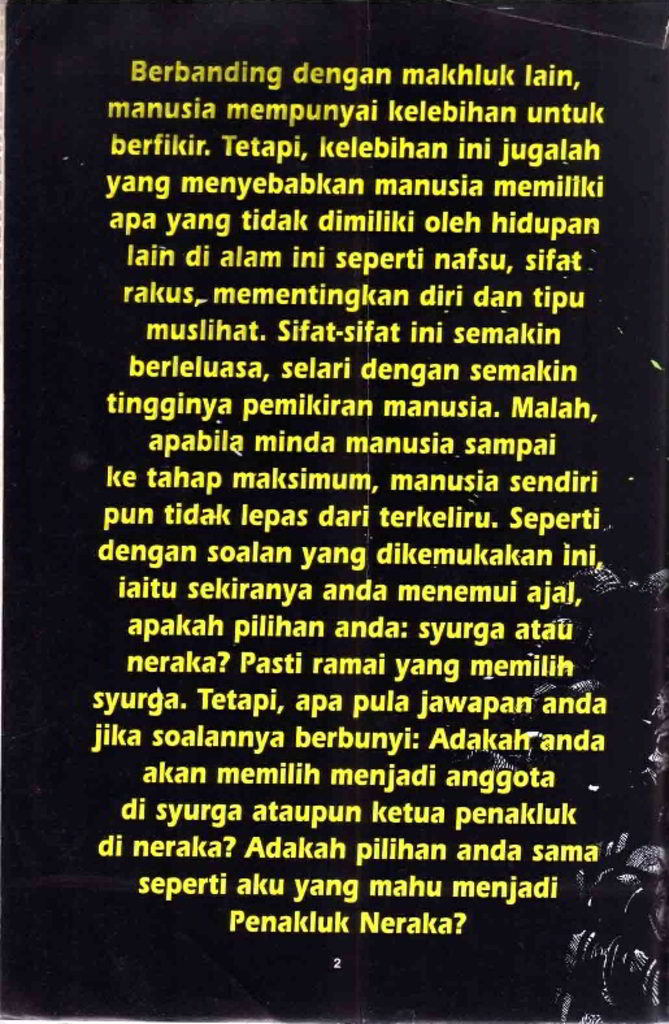 Berbanding dengan makhluk lain,
manusia mempunyai kelebihan untuk
berfikir. Tetapi, kelebihan ini jugalah
yang menyebabkan manusia memiliki
apa yang tidak dimiliki oleh hidupan
lain di alam ini seperti nafsu, sifat
rakus, mementingkan diri dan tipu
muslihat. Sifat-sifat ini semakin
berleluasa, selari dengan semakin
tingginya pemikiran manusia. Malah,
apabila minda manusia sampai
ke tahap maksimum, manusia sendiri
pun tidak lepas dari terkeliru. Seperti
dengan soalan yang dikemukakan ini,
iaitu sekiranya anda menemui ajal,
apakah pilihan anda: syurga atau
neraka? Pasti ramai yang memilih
syurga. Tetapi, apa pula jawapan anda
jika soalannya berbunyi: Adakah anda
akan memilih menjadi anggota
di syurga ataupun ketua penakluk
di neraka? Adakah pilihan anda sama
seperti aku yang mahu menjadi
Penakluk Neraka?
2